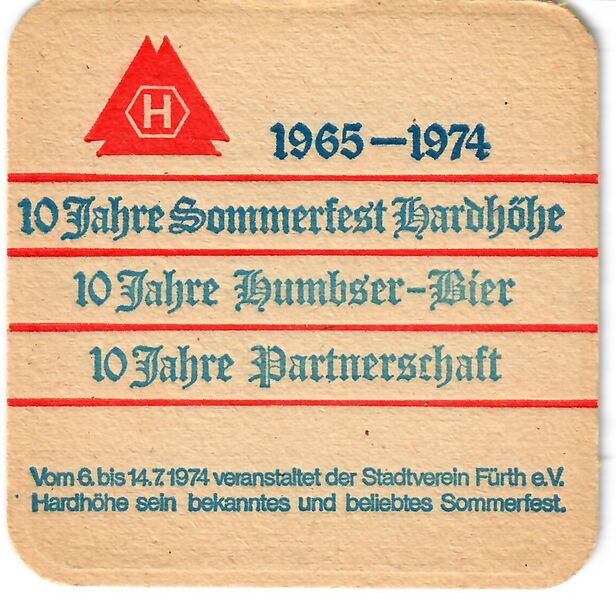 H
1965–1974
10 Jahre Sommerfest Hardhöhe
10 Jahre Humbser-Bier
10 Jahre Partnerschaft
Vom 6. bis 14.7.1974 veranstaltet der Stadtverein Fürth e.V.
Hardhöhe sein bekanntes und beliebtes Sommerfest.